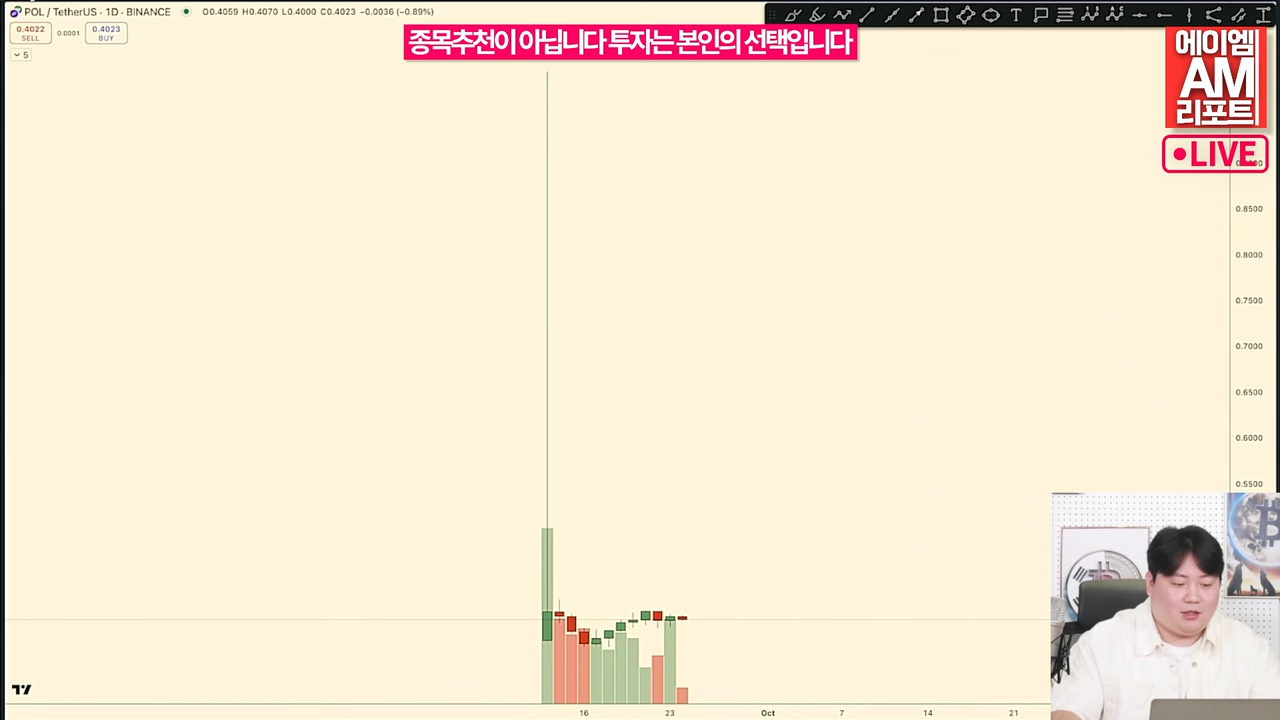 POL / TetherUS · 1D · BINANCE
O0.4059 H0.4070 L0.4000 C0.4023 −0.0036 (−0.89%)
0.4022
SELL
0.0001
0.4023
BUY
5
종목추천이 아닙니다 투자는 본인의 선택입니다
에이엠
AM
리포트
LIVE
0.8500
0.8000
0.7500
0.7000
0.6500
0.6000
0.5500
16
23
Oct
7
14
21